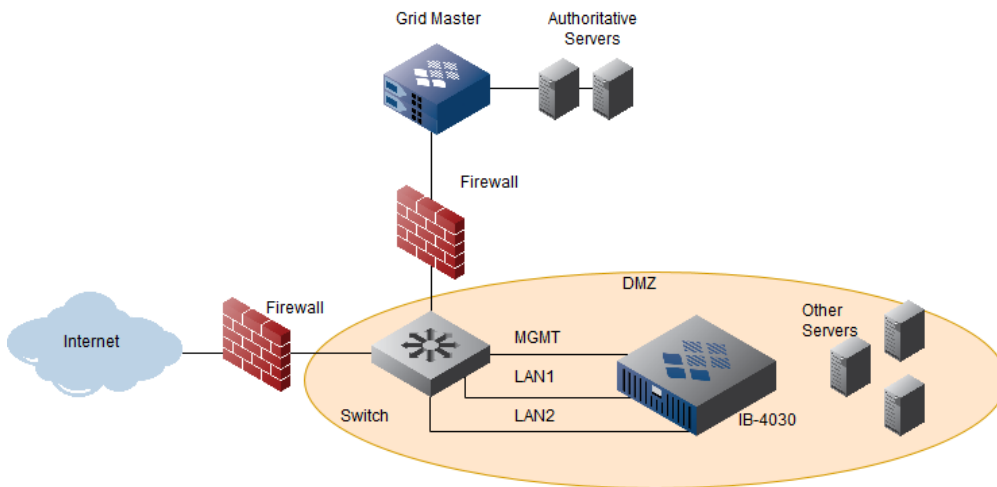 Grid Master
Authoritative
Servers
Firewall
DMZ
Firewall
Internet
Other
Servers
MGMT
LAN1
LAN2
Switch
IB-4030